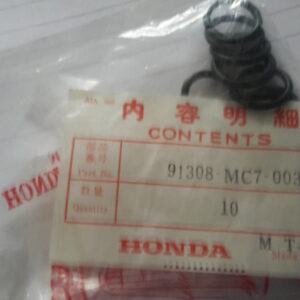 内容明細
CONTENTS
部品
番号
Part No.
91308-MC7-003
数量
Quantity
10
HONDA
M T
HONDA